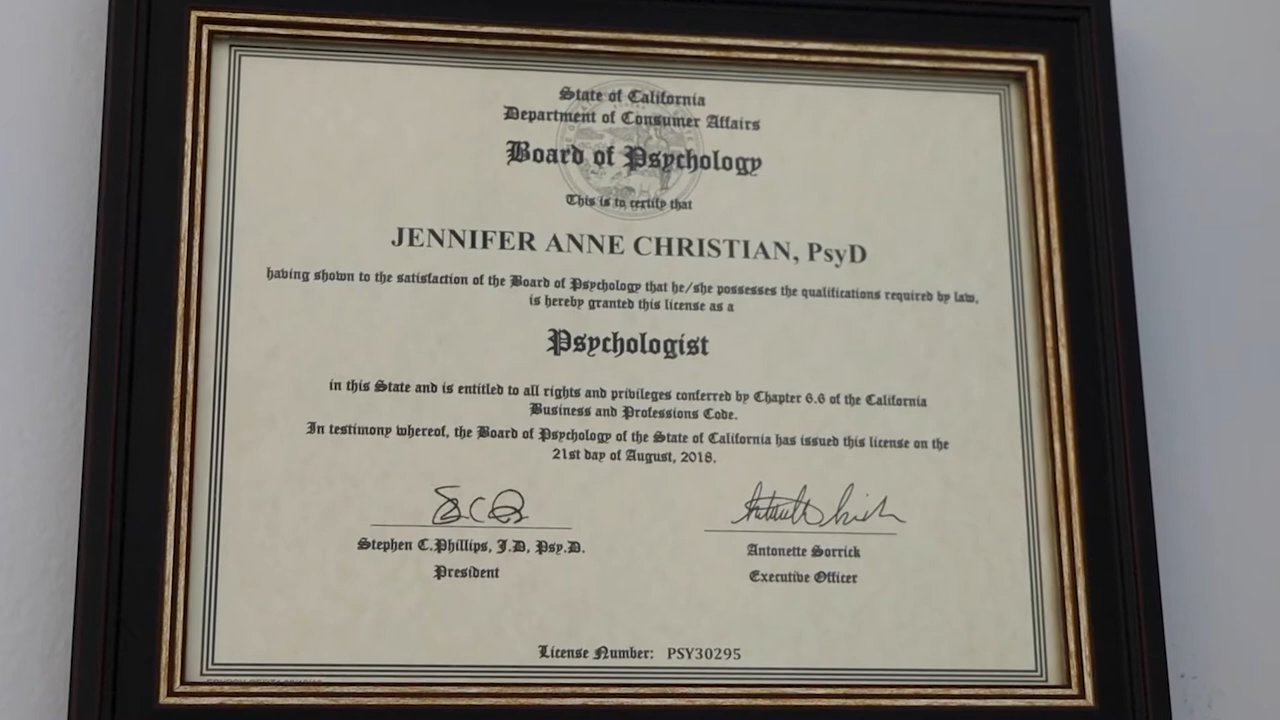 State of California
Department of Consumer Affairs
Board of Psychology
This is to certify that
JENNIFER ANNE CHRISTIAN, PsyD
having shown to the satisfaction of the Board of Psychology that he/she possesses the qualifications required by law,
is hereby granted this license as a
Psychologist
in this State and is entitled to all rights and privileges conferred by Chapter 6.6 of the California
Business and Professions Code.
In testimony whereof, the Board of Psychology of the State of California has issued this license on the
21st day of August, 2018.
Stephen C.Phillips, J.D, Psy.D.
President
Antonette Sorrick
Executive Officer
License Number: PSY30295